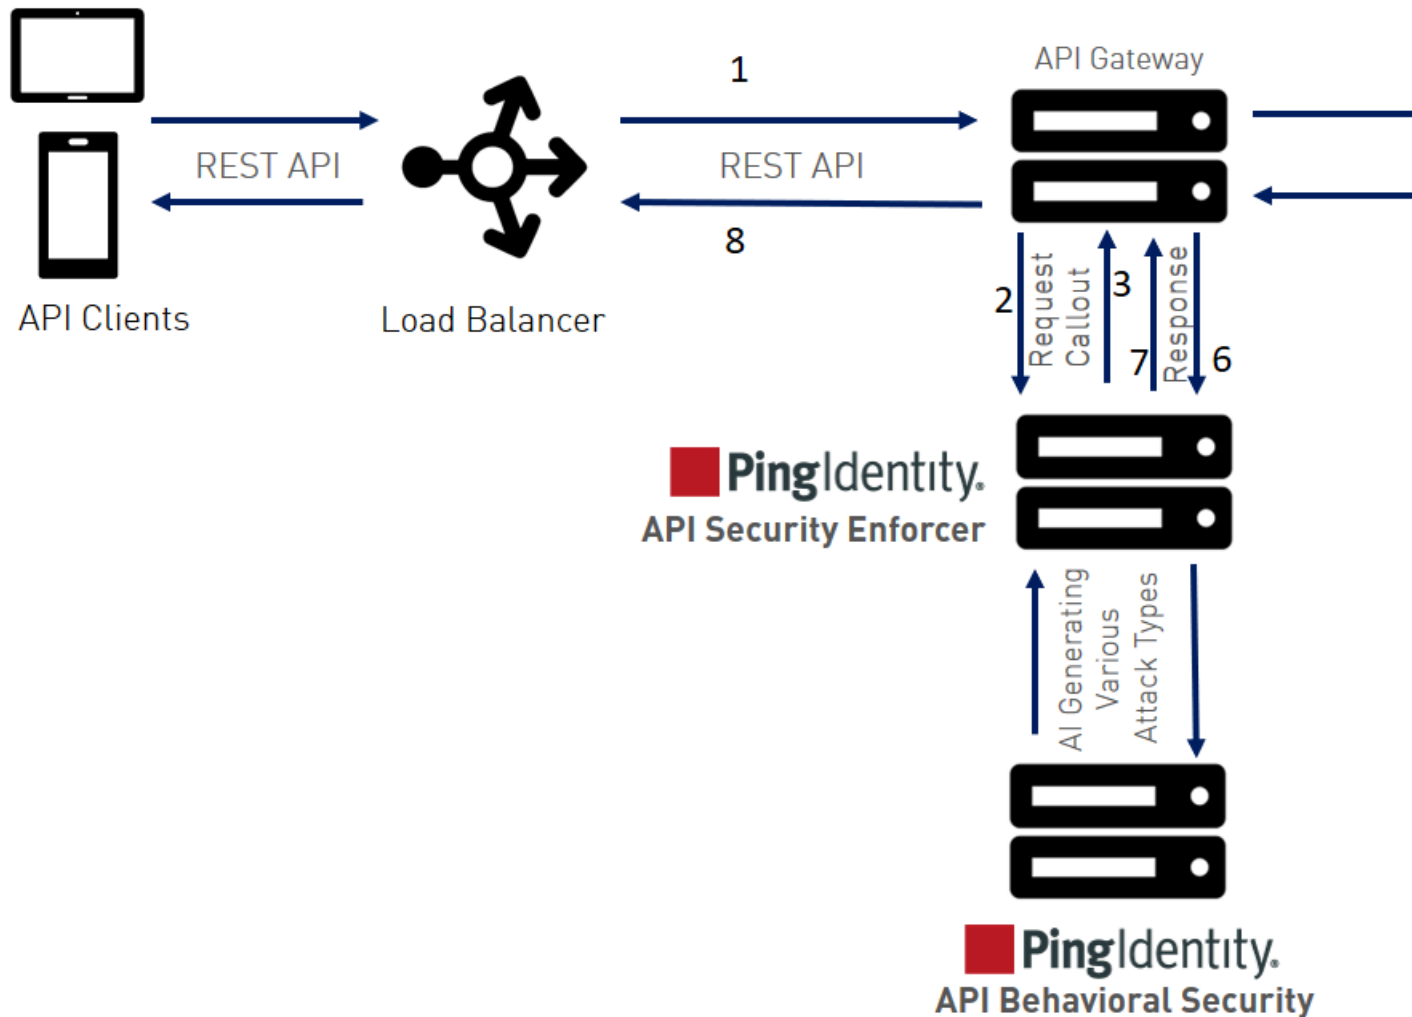 API Gateway
1
REST API
REST API
8
API Clients
Load Balancer
2
Request
Callout
3
7
Response
6
PingIdentity®
API Security Enforcer
AI Generating
Various
Attack Types
PingIdentity®
API Behavioral Security